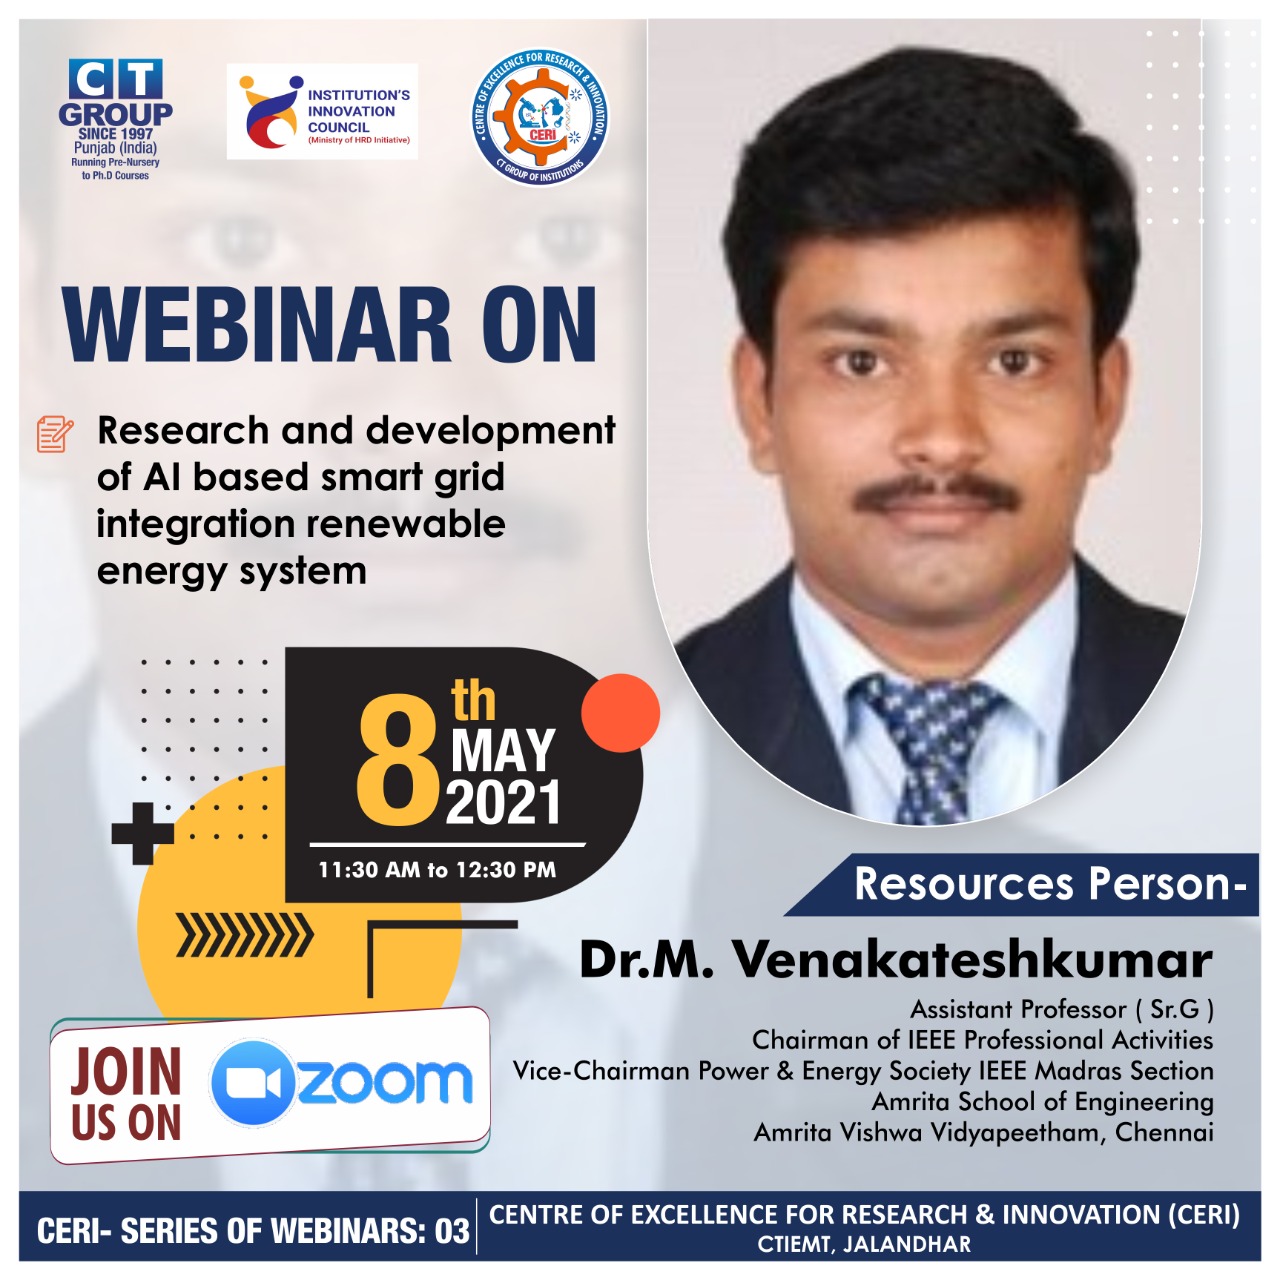 CT
GROUP
SINCE 1997
Punjab (India)
Running Pre-Nursery
to Ph.D Courses
INSTITUTION'S
INNOVATION
COUNCIL
(Ministry of HRD Initiative)
CENTRE OF EXCELLENCE FOR RESEARCH & INNOVATION
CERI
CT GROUP OF INSTITUTIONS
WEBINAR ON
Research and development
of AI based smart grid
integration renewable
energy system
8th
MAY
2021
11:30 AM to 12:30 PM
Resources Person-
Dr.M. Venakateshkumar
Assistant Professor ( Sr.G )
Chairman of IEEE Professional Activities
Vice-Chairman Power & Energy Society IEEE Madras Section
Amrita School of Engineering
Amrita Vishwa Vidyapeetham, Chennai
JOIN
US ON
zoom
CERI- SERIES OF WEBINARS: 03
CENTRE OF EXCELLENCE FOR RESEARCH & INNOVATION (CERI)
CTIEMT, JALANDHAR